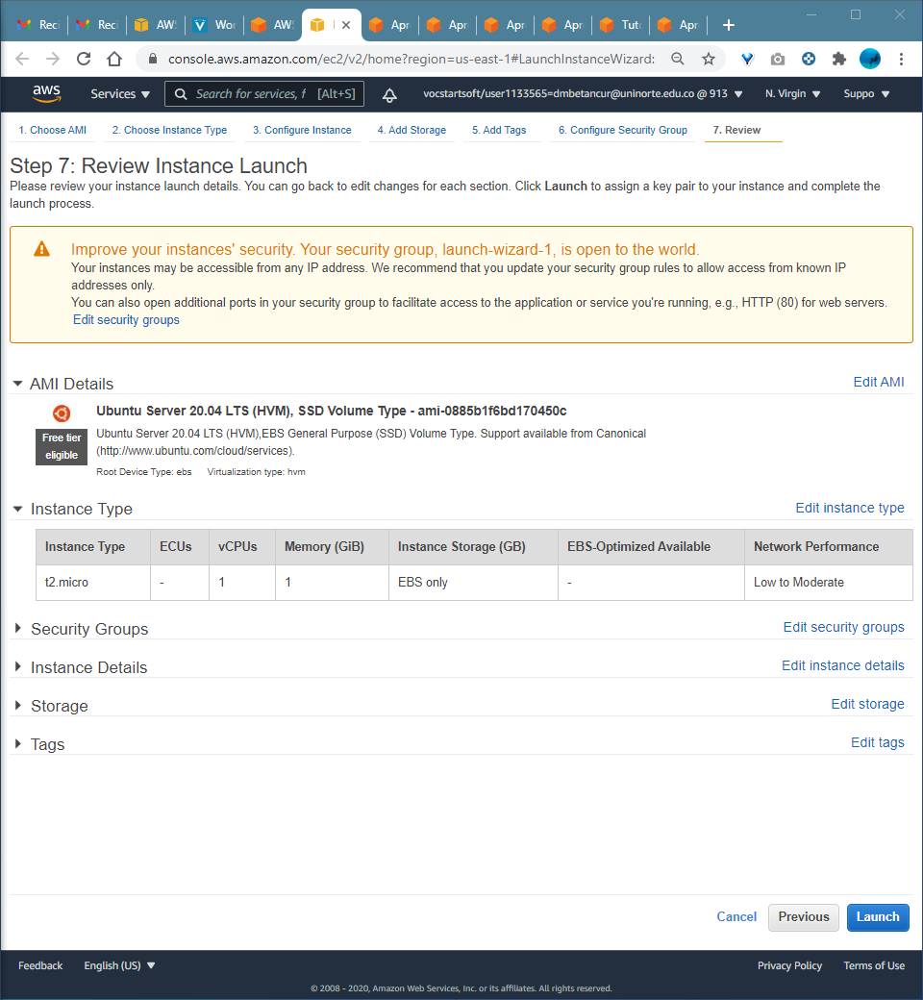 Reci
Reci
AWS
Wor
AWS
Apr
Apr
Apr
Apr
Tuto
Apr
console.aws.amazon.com/ec2/v2/home?region=us-east-1#LaunchInstanceWizard:
aws
Services
Search for services, f [Alt+S]
vocstartsoft/user1133565=dmbetancur@uninorte.edu.co @ 913
N. Virgin
Suppo
1. Choose AMI
2. Choose Instance Type
3. Configure Instance
4. Add Storage
5. Add Tags
6. Configure Security Group
7. Review
Step 7: Review Instance Launch
Please review your instance launch details. You can go back to edit changes for each section. Click Launch to assign a key pair to your instance and complete the
launch process.
Improve your instances' security. Your security group, launch-wizard-1, is open to the world.
Your instances may be accessible from any IP address. We recommend that you update your security group rules to allow access from known IP
addresses only.
You can also open additional ports in your security group to facilitate access to the application or service you're running, e.g., HTTP (80) for web servers.
Edit security groups
AMI Details
Edit AMI
Free tier
eligible
Ubuntu Server 20.04 LTS (HVM), SSD Volume Type - ami-0885b1f6bd170450c
Ubuntu Server 20.04 LTS (HVM),EBS General Purpose (SSD) Volume Type. Support available from Canonical
(http://www.ubuntu.com/cloud/services).
Root Device Type: ebs Virtualization type: hvm
Instance Type
Edit instance type
Instance Type ECUs vCPUs Memory (GiB) Instance Storage (GB) EBS-Optimized Available Network Performance
t2.micro - 1 1 EBS only - Low to Moderate
Security Groups
Edit security groups
Instance Details
Edit instance details
Storage
Edit storage
Tags
Edit tags
Cancel
Previous
Launch
Feedback
English (US)
Privacy Policy
Terms of Use
© 2008 - 2020, Amazon Web Services, Inc. or its affiliates. All rights reserved.